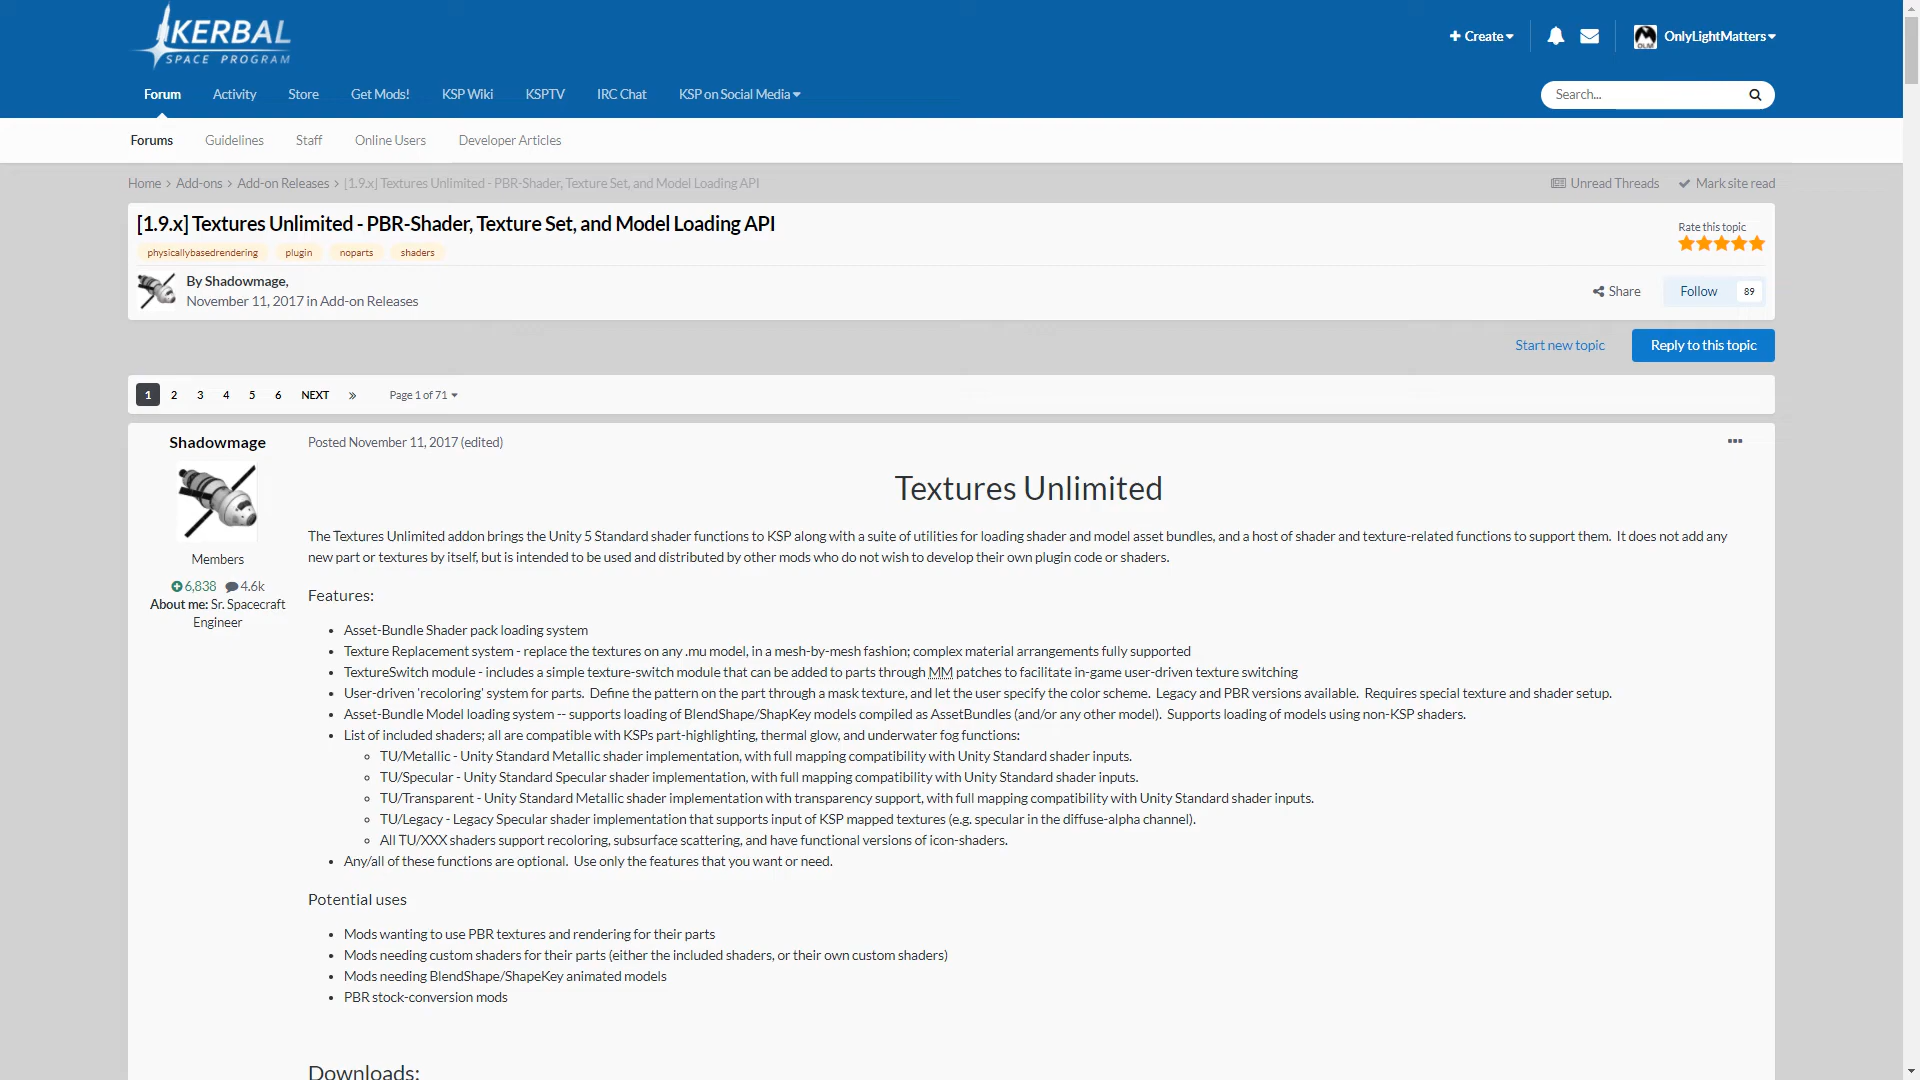 KERBAL
SPACE PROGRAM
Create
OnlyLightMatters
OLM
Forum Activity Store Get Mods! KSP Wiki KSPTV IRC Chat KSP on Social Media
Search...
Forums Guidelines Staff Online Users Developer Articles
Home > Add-ons > Add-on Releases > [1.9.x] Textures Unlimited - PBR-Shader, Texture Set, and Model Loading API
Unread Threads Mark site read
[1.9.x] Textures Unlimited - PBR-Shader, Texture Set, and Model Loading API
Rate this topic
physicallybasedrendering plugin noparts shaders
By Shadowmage,
November 11, 2017 in Add-on Releases
Share Follow 89
Start new topic Reply to this topic
1 2 3 4 5 6 NEXT » Page 1 of 71
Shadowmage
Posted November 11, 2017 (edited)
Members
6,838 4.6k
About me: Sr. Spacecraft
Engineer
Textures Unlimited
The Textures Unlimited addon brings the Unity 5 Standard shader functions to KSP along with a suite of utilities for loading shader and model asset bundles, and a host of shader and texture-related functions to support them. It does not add any
new part or textures by itself, but is intended to be used and distributed by other mods who do not wish to develop their own plugin code or shaders.
Features:
• Asset-Bundle Shader pack loading system
• Texture Replacement system - replace the textures on any .mu model, in a mesh-by-mesh fashion; complex material arrangements fully supported
• TextureSwitch module - includes a simple texture-switch module that can be added to parts through MM patches to facilitate in-game user-driven texture switching
• User-driven 'recoloring' system for parts. Define the pattern on the part through a mask texture, and let the user specify the color scheme. Legacy and PBR versions available. Requires special texture and shader setup.
• Asset-Bundle Model loading system -- supports loading of BlendShape/ShapKey models compiled as AssetBundles (and/or any other model). Supports loading of models using non-KSP shaders.
• List of included shaders; all are compatible with KSPs part-highlighting, thermal glow, and underwater fog functions:
◦ TU/Metallic - Unity Standard Metallic shader implementation, with full mapping compatibility with Unity Standard shader inputs.
◦ TU/Specular - Unity Standard Specular shader implementation, with full mapping compatibility with Unity Standard shader inputs.
◦ TU/Transparent - Unity Standard Metallic shader implementation with transparency support, with full mapping compatibility with Unity Standard shader inputs.
◦ TU/Legacy - Legacy Specular shader implementation that supports input of KSP mapped textures (e.g. specular in the diffuse-alpha channel).
◦ All TU/XXX shaders support recoloring, subsurface scattering, and have functional versions of icon-shaders.
• Any/all of these functions are optional. Use only the features that you want or need.
Potential uses
• Mods wanting to use PBR textures and rendering for their parts
• Mods needing custom shaders for their parts (either the included shaders, or their own custom shaders)
• Mods needing BlendShape/ShapeKey animated models
• PBR stock-conversion mods
Downloads: